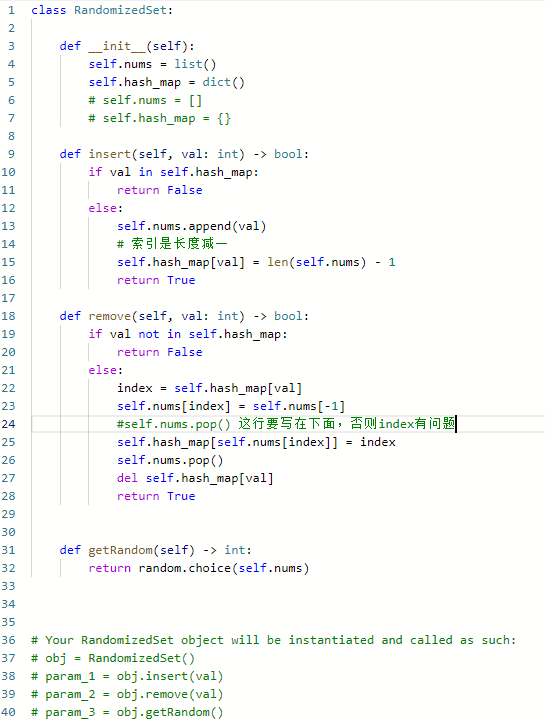 1 class RandomizedSet:
2
3 def __init__(self):
4 self.nums = list()
5 self.hash_map = dict()
6 # self.nums = []
7 # self.hash_map = {}
8
9 def insert(self, val: int) -> bool:
10 if val in self.hash_map:
11 return False
12 else:
13 self.nums.append(val)
14 # 索引是长度减一
15 self.hash_map[val] = len(self.nums) - 1
16 return True
17
18 def remove(self, val: int) -> bool:
19 if val not in self.hash_map:
20 return False
21 else:
22 index = self.hash_map[val]
23 self.nums[index] = self.nums[-1]
24 #self.nums.pop() 这行要写在下面，否则index有问题
25 self.hash_map[self.nums[index]] = index
26 self.nums.pop()
27 del self.hash_map[val]
28 return True
29
30
31 def getRandom(self) -> int:
32 return random.choice(self.nums)
33
34
35
36 # Your RandomizedSet object will be instantiated and called as such:
37 # obj = RandomizedSet()
38 # param_1 = obj.insert(val)
39 # param_2 = obj.remove(val)
40 # param_3 = obj.getRandom()